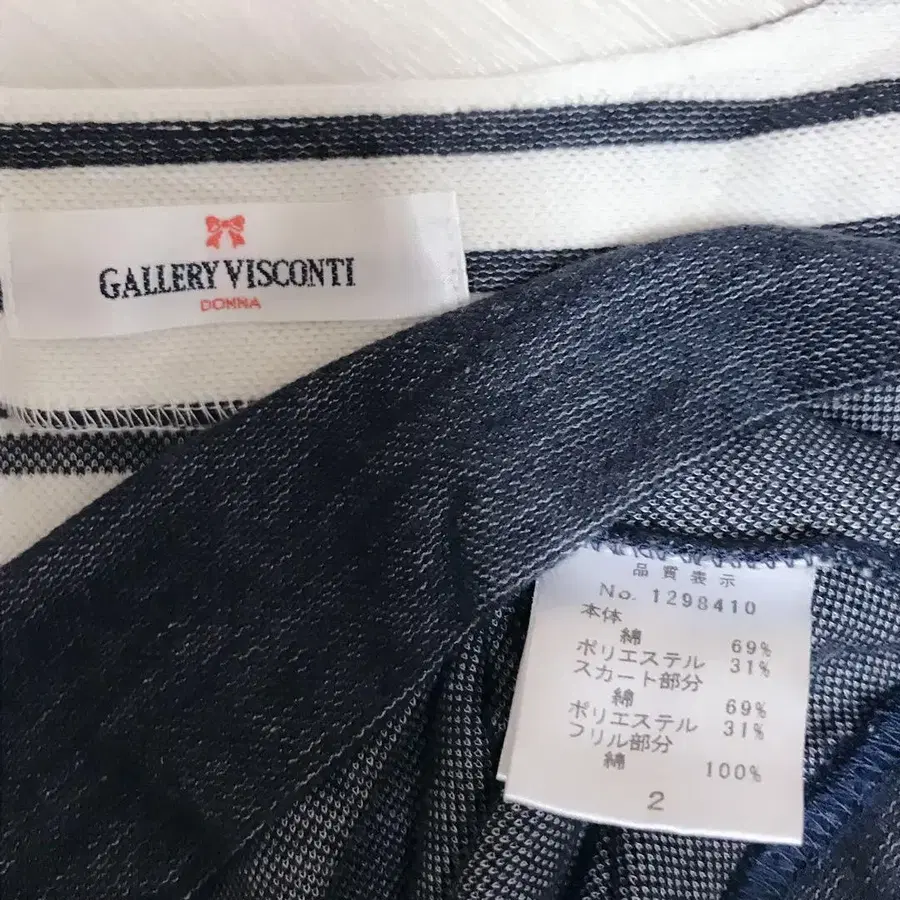 GALLERY VISCONTI
DONNA
品質表示
No. 1298410
本体
綿 69%
ポリエステル 31%
スカート部分
綿 69%
ポリエステル 31%
フリル部分
綿 100%
2